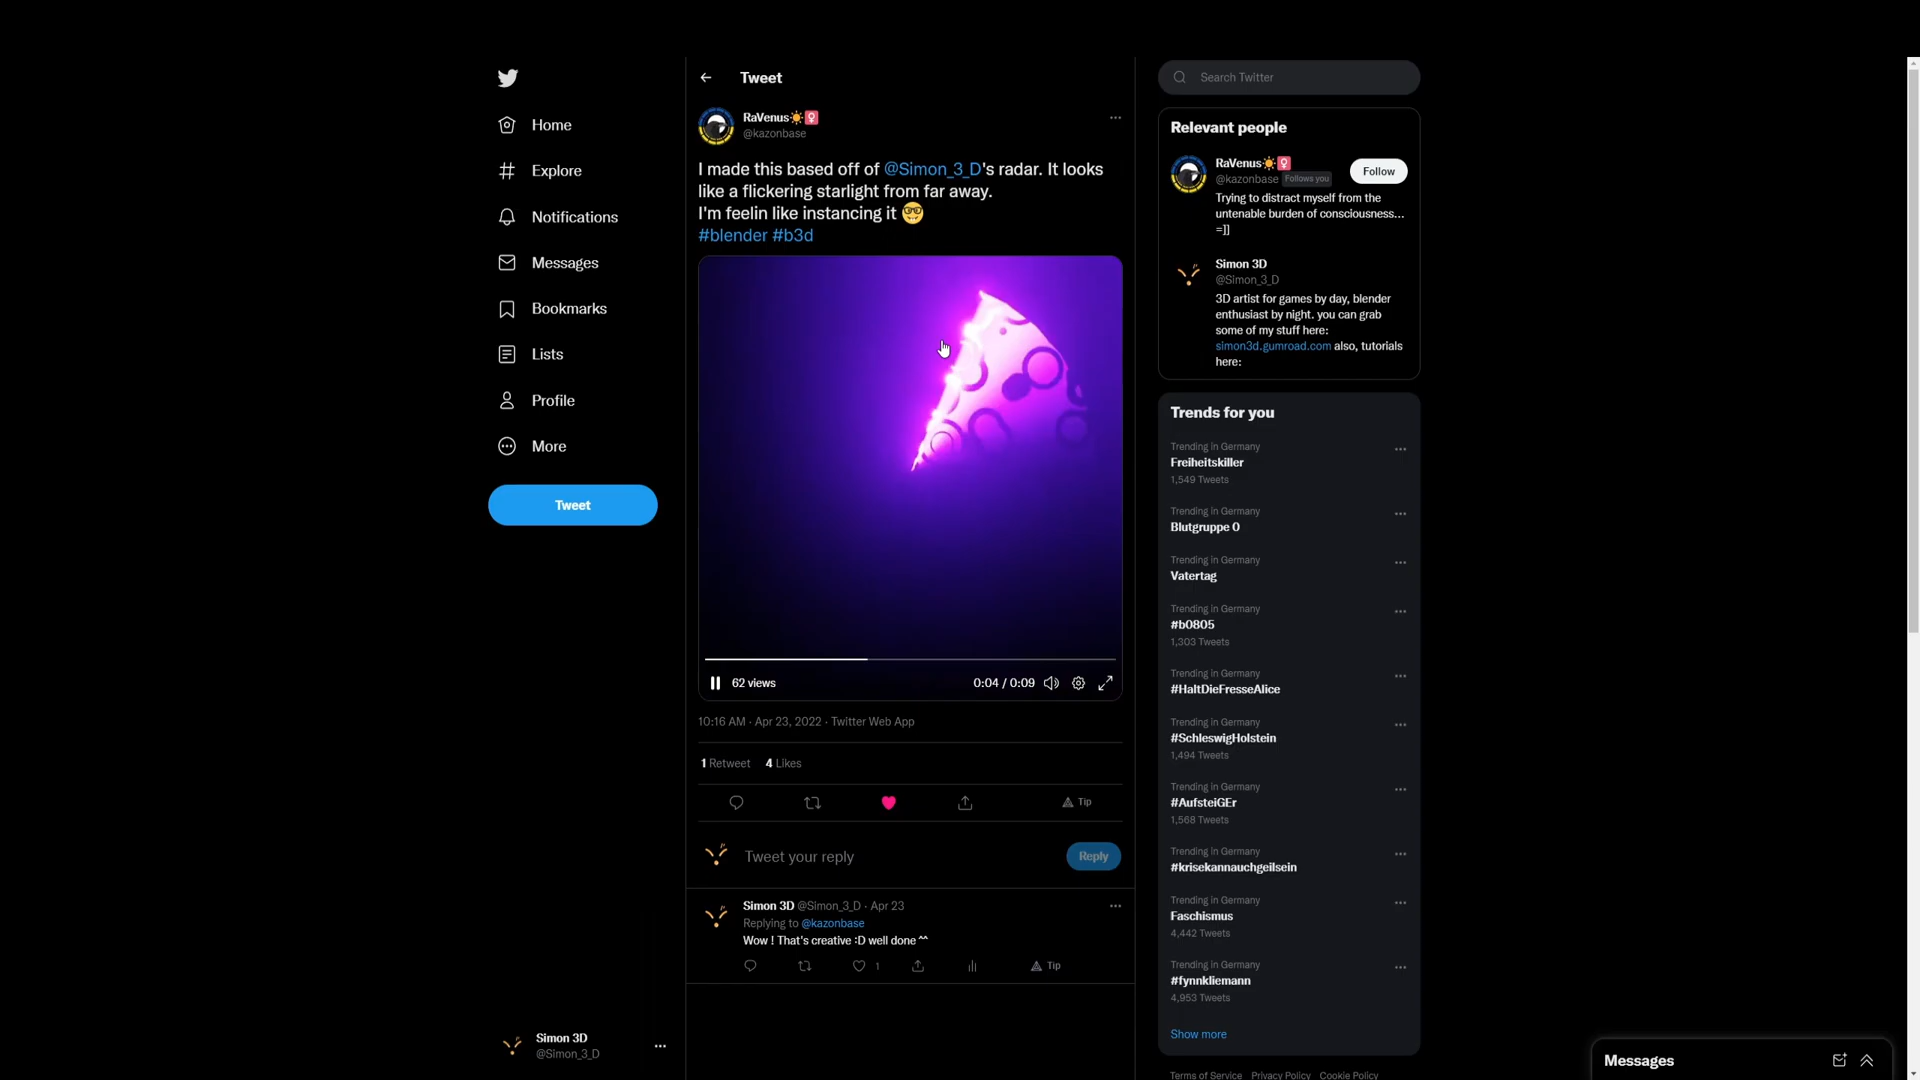 Tweet
Search Twitter
Home
Explore
Notifications
Messages
Bookmarks
Lists
Profile
More
Tweet
Simon 3D
@Simon_3_D
RaVenus
@kazonbase
I made this based off of @Simon_3_D's radar. It looks
like a flickering starlight from far away.
I'm feelin like instancing it
#blender #b3d
62 views
0:04 / 0:09
10:16 AM · Apr 23, 2022 · Twitter Web App
1 Retweet 4 Likes
Tip
Tweet your reply
Reply
Simon 3D @Simon_3_D · Apr 23
Replying to @kazonbase
Wow ! That's creative :D well done ^^
1
Tip
Relevant people
RaVenus
@kazonbase Follows you
Follow
Trying to distract myself from the
untenable burden of consciousness...
=]]
Simon 3D
@Simon_3_D
3D artist for games by day, blender
enthusiast by night. you can grab
some of my stuff here:
simon3d.gumroad.com also, tutorials
here:
Trends for you
Trending in Germany
Freiheitskiller
1,549 Tweets
Trending in Germany
Blutgruppe 0
Trending in Germany
Vatertag
Trending in Germany
#b0805
1,303 Tweets
Trending in Germany
#HaltDieFresseAlice
Trending in Germany
#SchleswigHolstein
1,494 Tweets
Trending in Germany
#AufsteiGEr
1,568 Tweets
Trending in Germany
#krisekannauchgeilsein
Trending in Germany
Faschismus
4,442 Tweets
Trending in Germany
#fynnkliemann
4,953 Tweets
Show more
Terms of Service Privacy Policy Cookie Policy
Messages